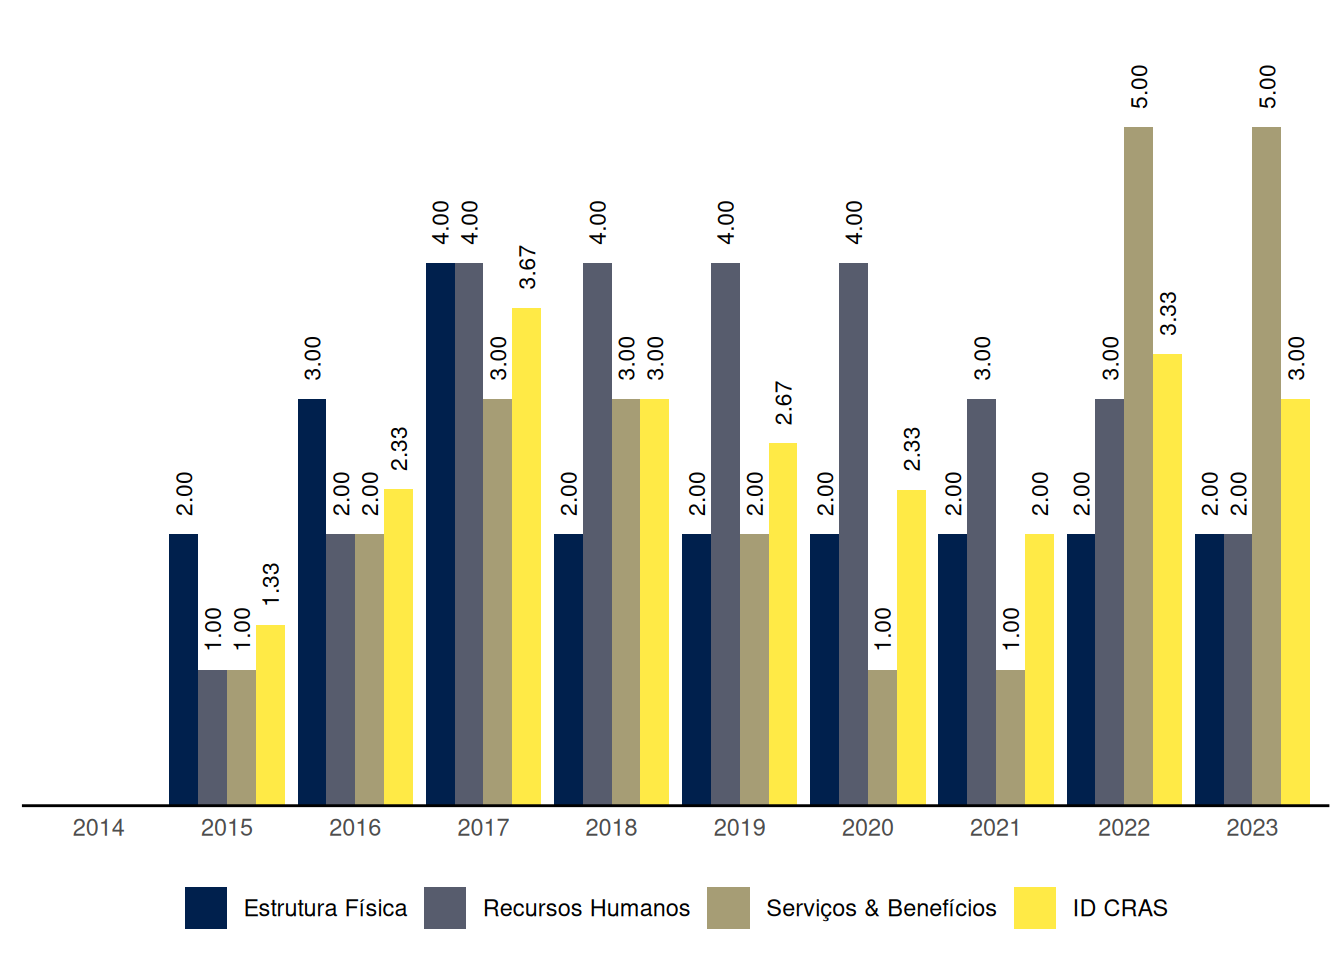 5.00 5.00
4.00 4.00 4.00 4.00 4.00
3.67
3.33
3.00 3.00 3.00 3.00 3.00 3.00 3.00
2.67
2.33 2.33
2.00 2.00 2.00 2.00 2.00 2.00 2.00 2.00 2.00 2.00 2.00 2.00
1.33
1.00 1.00 1.00 1.00
2014 2015 2016 2017 2018 2019 2020 2021 2022 2023
Estrutura Física Recursos Humanos Serviços & Benefícios ID CRAS